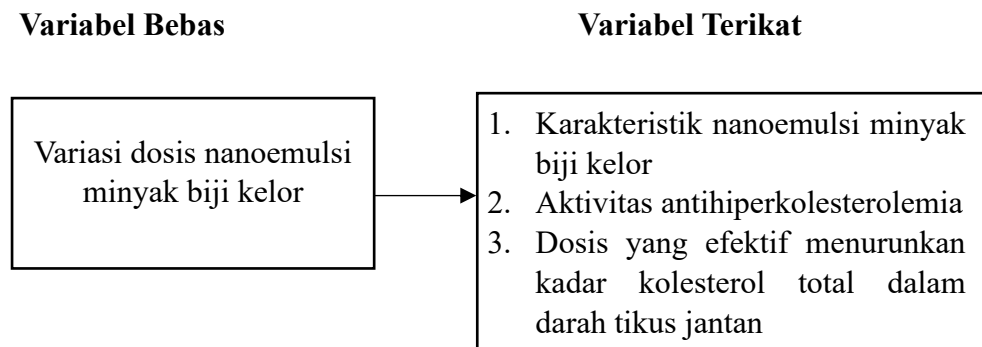 Variabel Bebas
Variabel Terikat
Variasi dosis nanoemulsi
minyak biji kelor
1. Karakteristik nanoemulsi minyak
biji kelor
2. Aktivitas antihiperkolesterolemia
3. Dosis yang efektif menurunkan
kadar kolesterol total dalam
darah tikus jantan